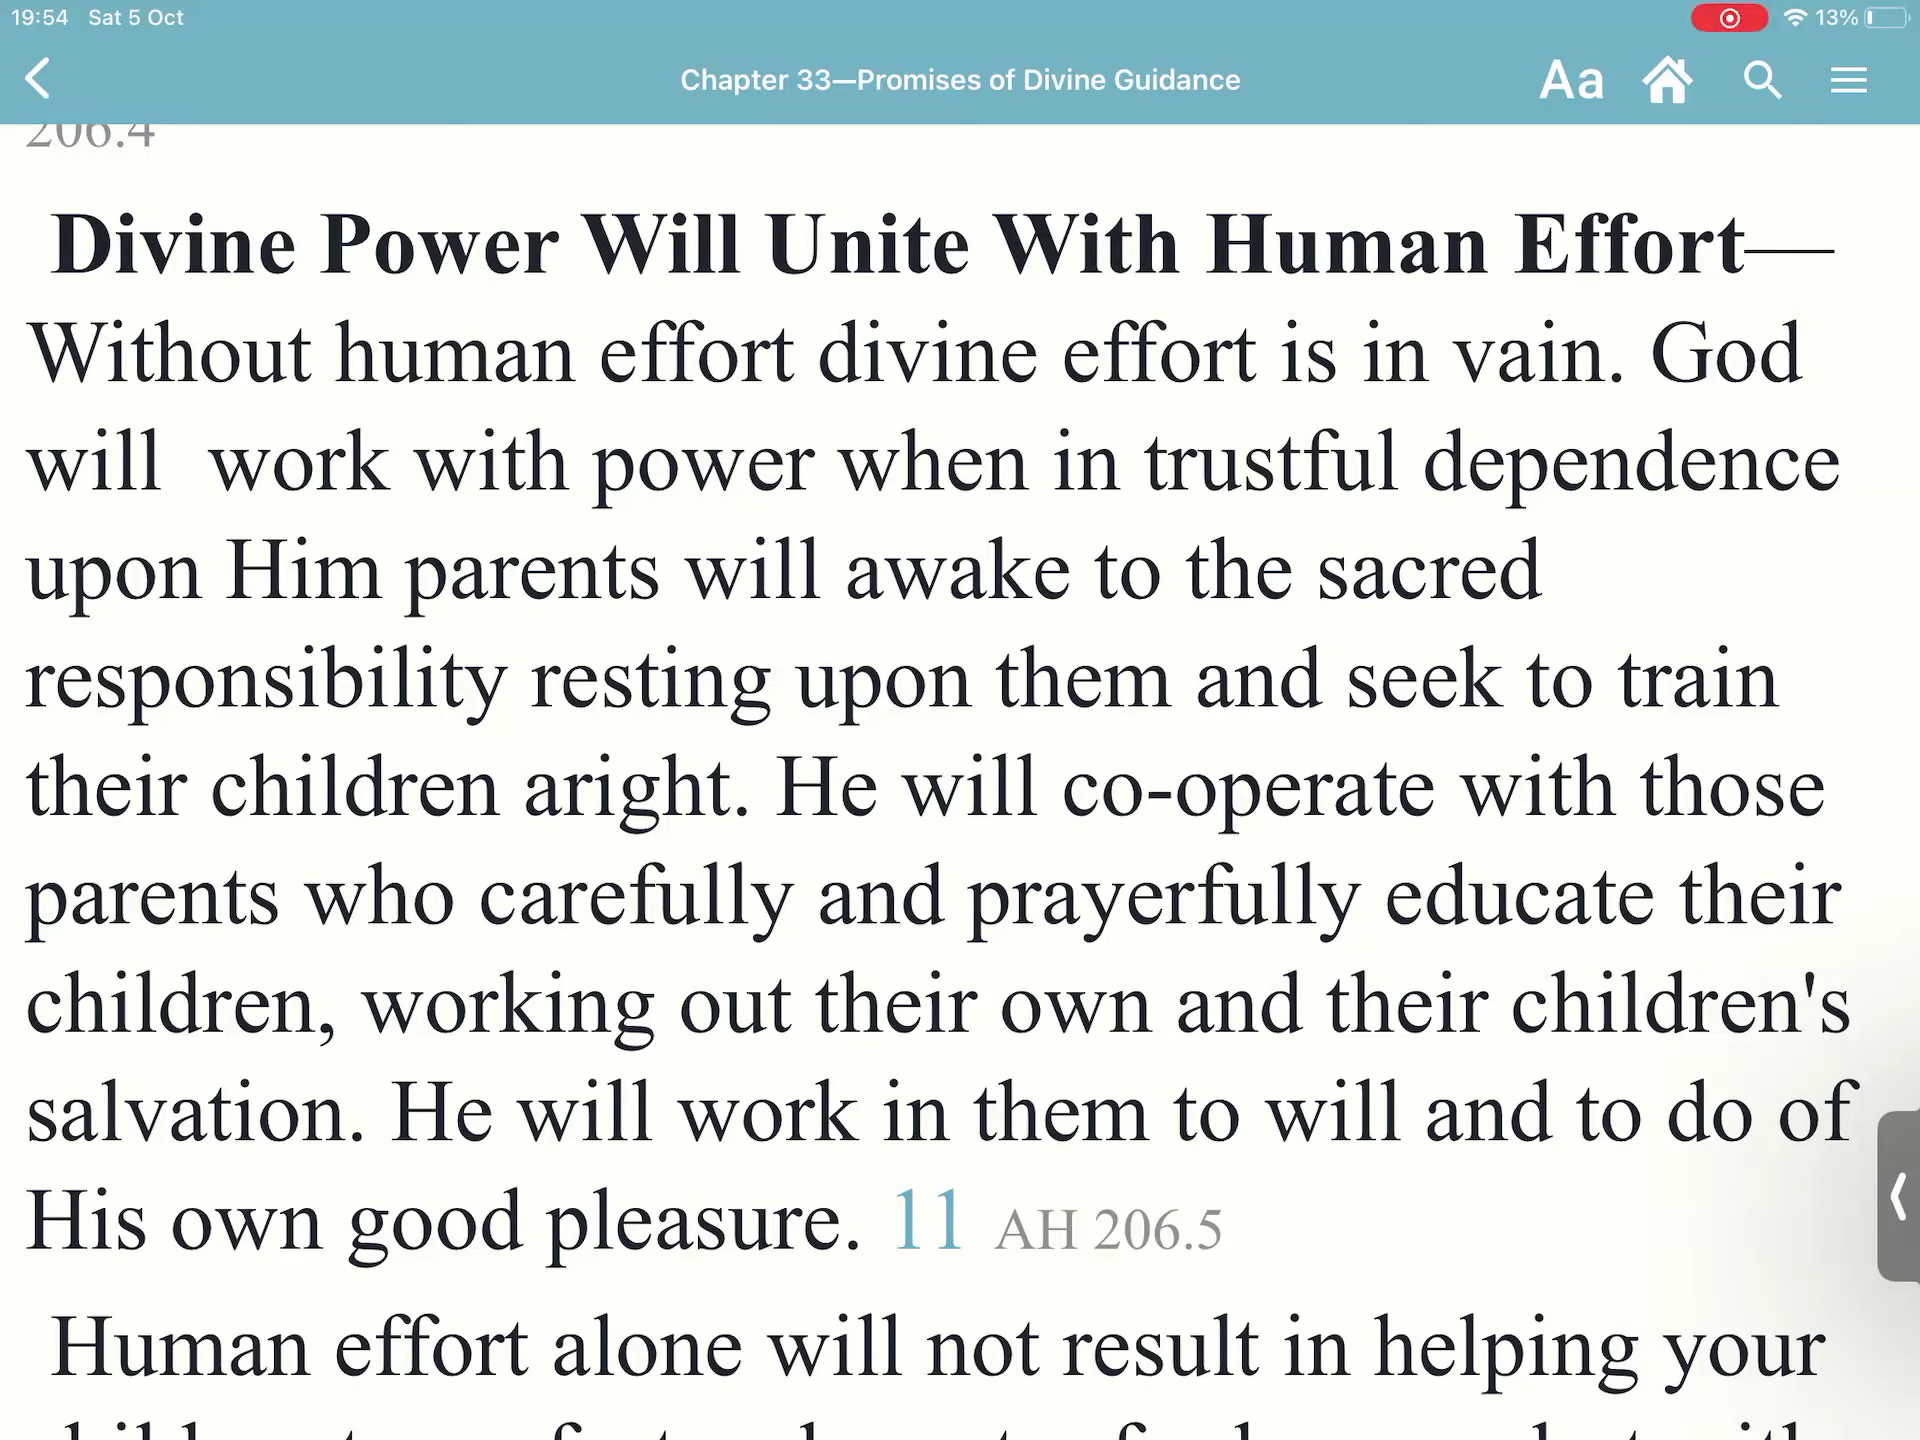 19:54 Sat 5 Oct
13%
Chapter 33—Promises of Divine Guidance
Aa
206.4
Divine Power Will Unite With Human Effort—
Without human effort divine effort is in vain. God
will work with power when in trustful dependence
upon Him parents will awake to the sacred
responsibility resting upon them and seek to train
their children aright. He will co-operate with those
parents who carefully and prayerfully educate their
children, working out their own and their children's
salvation. He will work in them to will and to do of
His own good pleasure. 11 AH 206.5
Human effort alone will not result in helping your